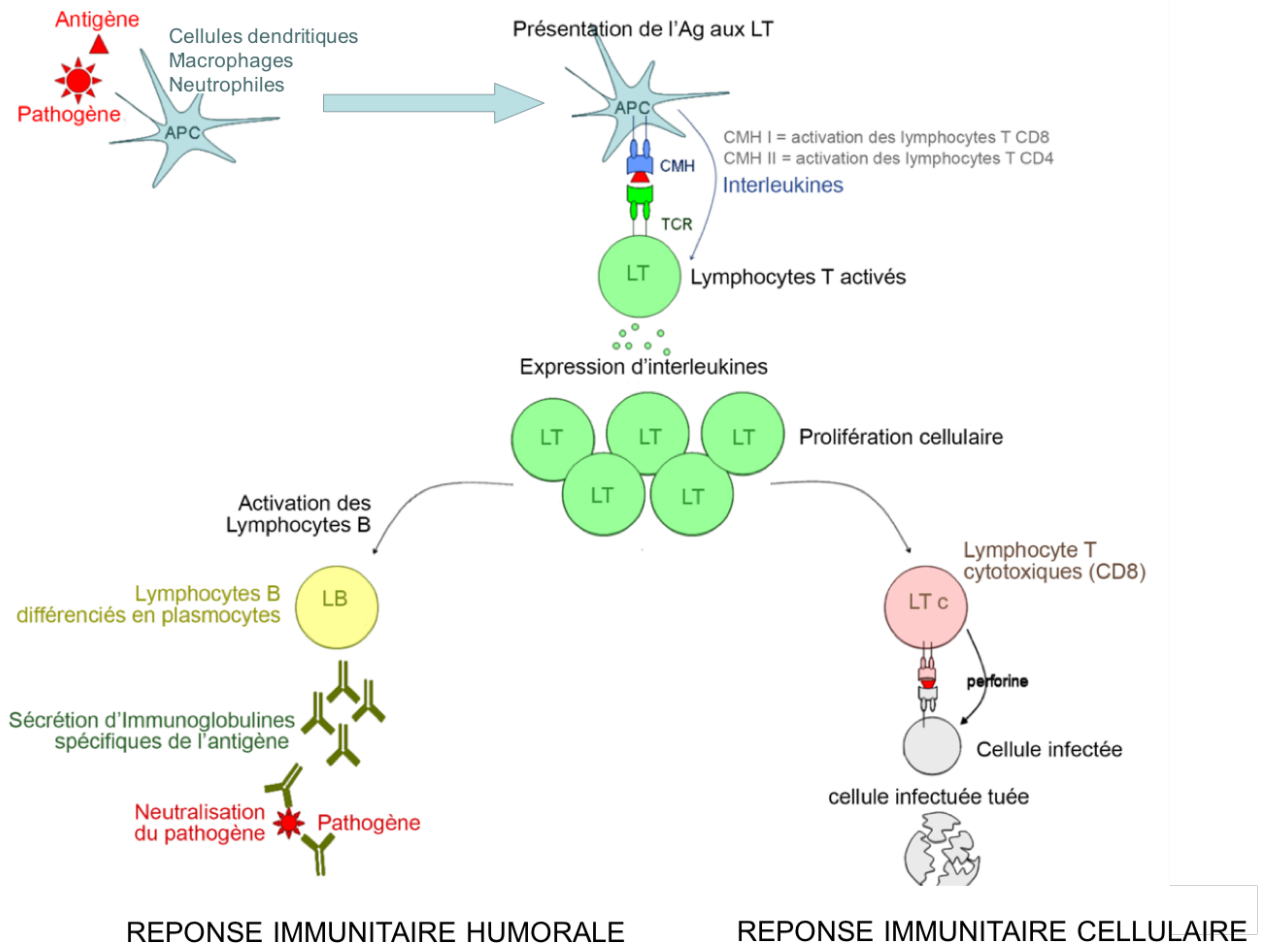 Antigène
Pathogène
APC
Cellules dendritiques
Macrophages
Neutrophiles
Présentation de l'Ag aux LT
APC
CMH
TCR
CMH I = activation des lymphocytes T CD8
CMH II = activation des lymphocytes T CD4
Interleukines
LT
Lymphocytes T activés
Expression d'interleukines
LT
LT
LT
LT
LT
Prolifération cellulaire
Activation des
Lymphocytes B
Lymphocytes B
différenciés en plasmocytes
LB
Sécrétion d'Immunoglobulines
spécifiques de l'antigène
Neutralisation
du pathogène
Pathogène
Lymphocyte T
cytotoxiques (CD8)
LT c
perforine
Cellule infectée
cellule infectuée tuée
REPONSE IMMUNITAIRE HUMORALE
REPONSE IMMUNITAIRE CELLULAIRE